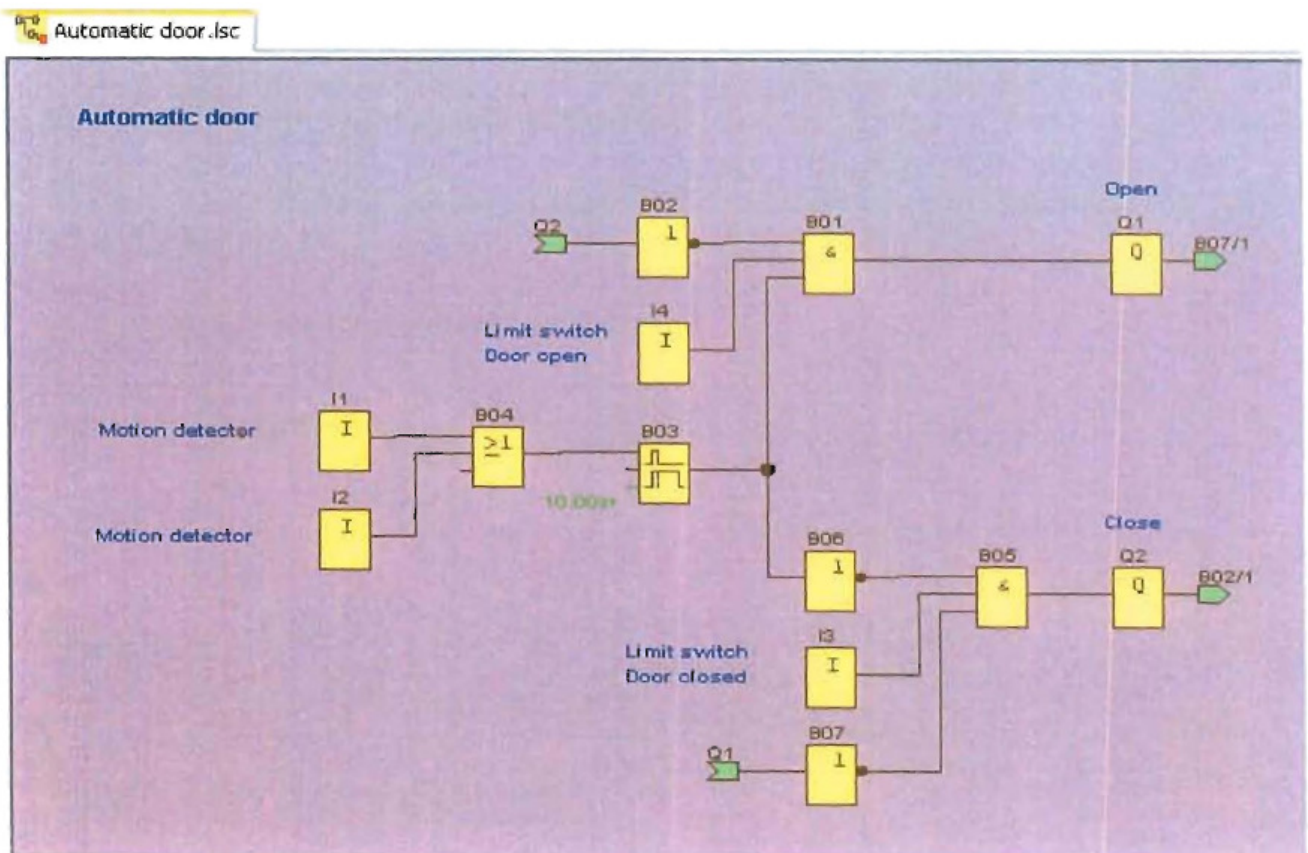 Automatic door.lsc
Automatic door
Open
B02
B01
Q1
Q2
1
&
Q
B07/1
I4
Limit switch
Door open
I
I1
Motion detector
I
B04
≥1
B03
I2
Motion detector
I
Close
B06
1
B05
&
Q2
Q
B02/1
Limit switch
Door closed
I3
I
B07
Q1
1